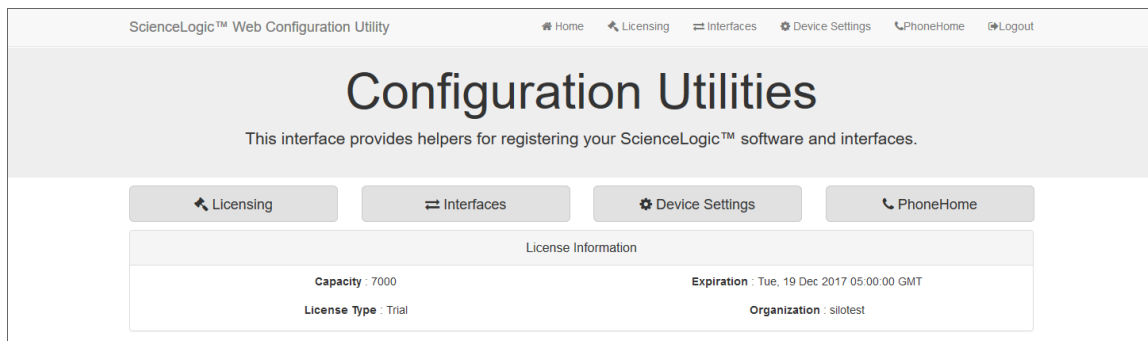 ScienceLogic™ Web Configuration Utility Home Licensing Interfaces Device Settings PhoneHome Logout
Configuration Utilities
This interface provides helpers for registering your ScienceLogic™ software and interfaces.
Licensing Interfaces Device Settings PhoneHome
License Information
Capacity : 7000 Expiration : Tue, 19 Dec 2017 05:00:00 GMT
License Type : Trial Organization : silotest